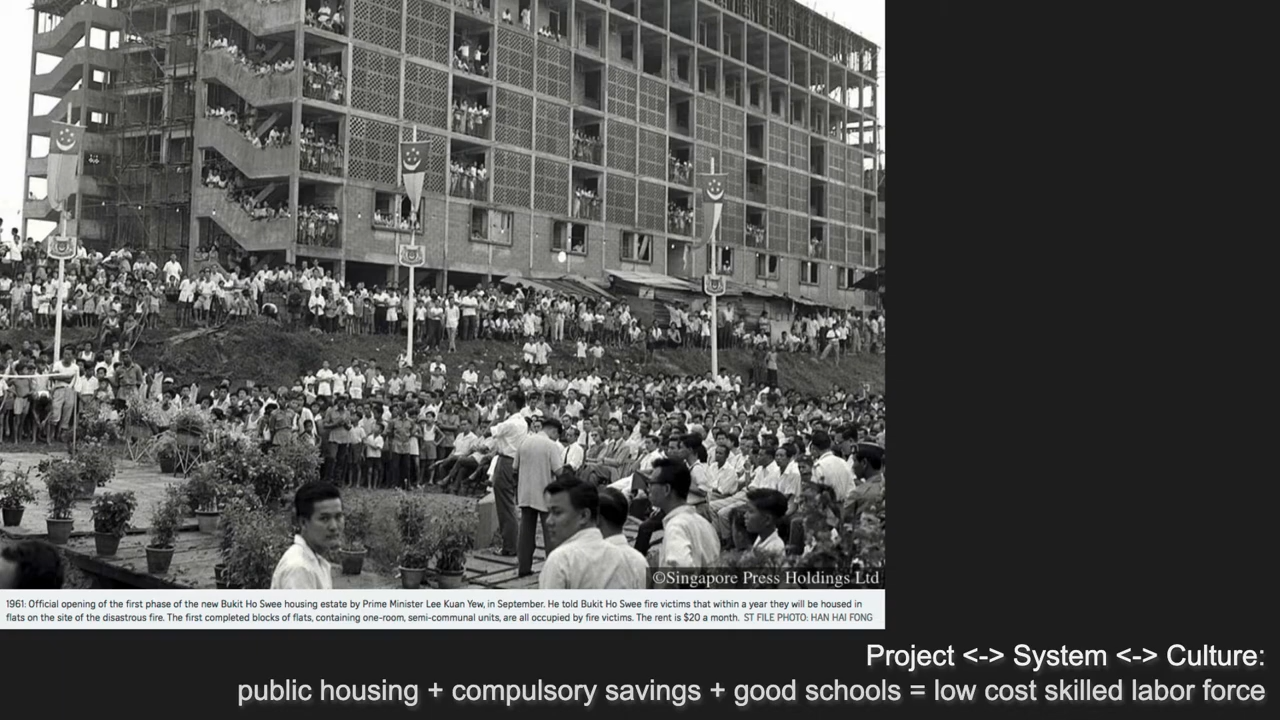 ©Singapore Press Holdings Ltd
1961: Official opening of the first phase of the new Bukit Ho Swee housing estate by Prime Minister Lee Kuan Yew, in September. He told Bukit Ho Swee fire victims that within a year they will be housed in
flats on the site of the disastrous fire. The first completed blocks of flats, containing one-room, semi-communal units, are all occupied by fire victims. The rent is $20 a month. ST FILE PHOTO: HAN HAI FONG
Project <-> System <-> Culture:
public housing + compulsory savings + good schools = low cost skilled labor force